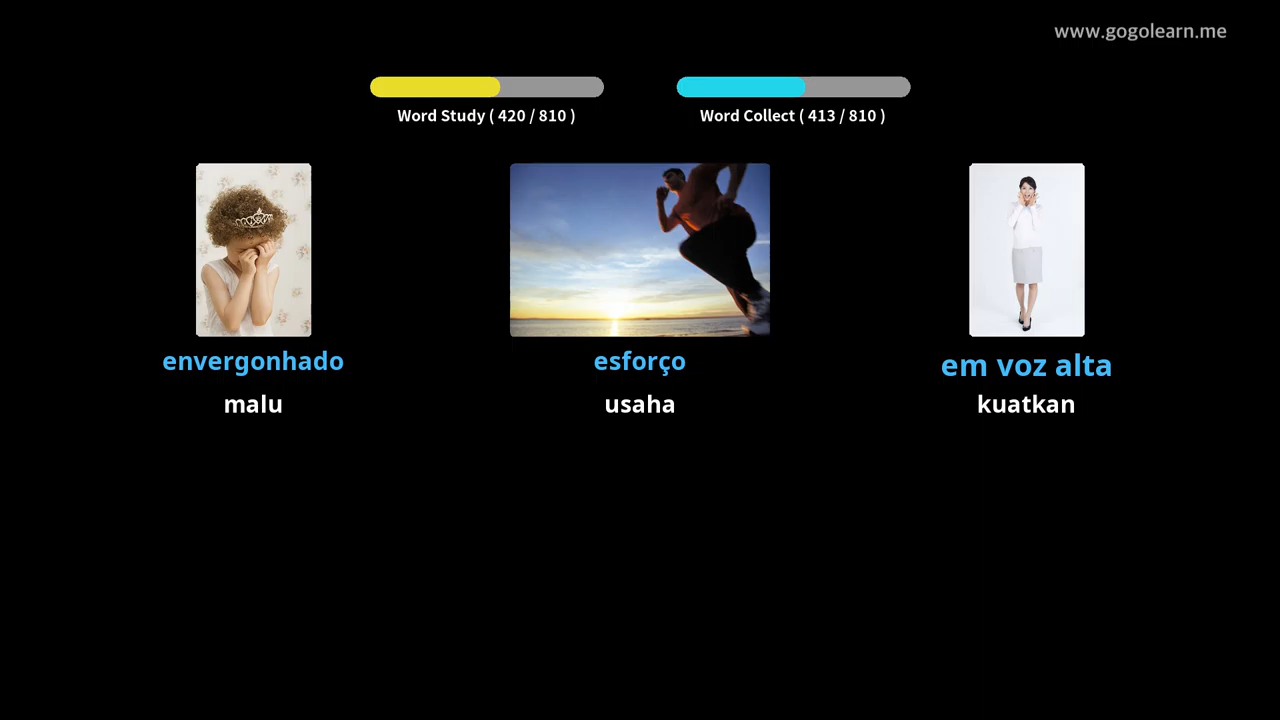 www.gogolearn.me
Word Study ( 420 / 810 )
Word Collect ( 413 / 810 )
envergonhado
esforço
em voz alta
malu
usaha
kuatkan